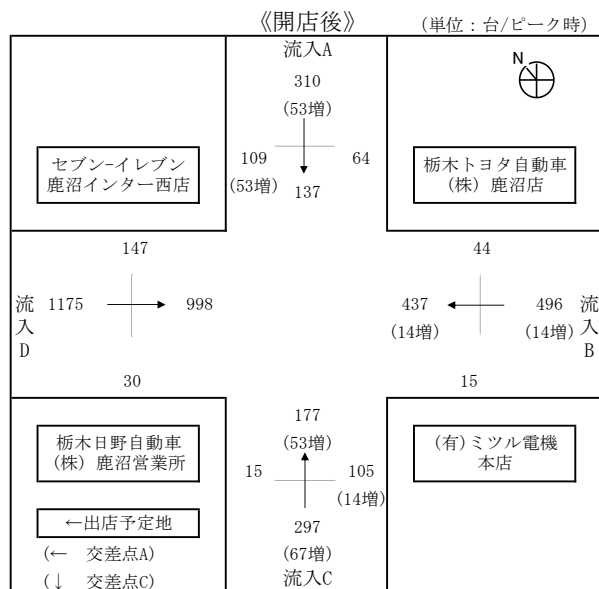 《開店後》
(単位：台/ピーク時)
流入A
310
(53増)
N
セブン-イレブン
鹿沼インター西店
109
(53増)
64
137
栃木トヨタ自動車
(株) 鹿沼店
147
44
流入D
1175
998
437
(14増)
496
(14増)
流入B
30
15
栃木日野自動車
(株) 鹿沼営業所
177
(53増)
15
105
(14増)
(有)ミツル電機
本店
←出店予定地
297
(67増)
流入C
(← 交差点A)
(↓ 交差点C)